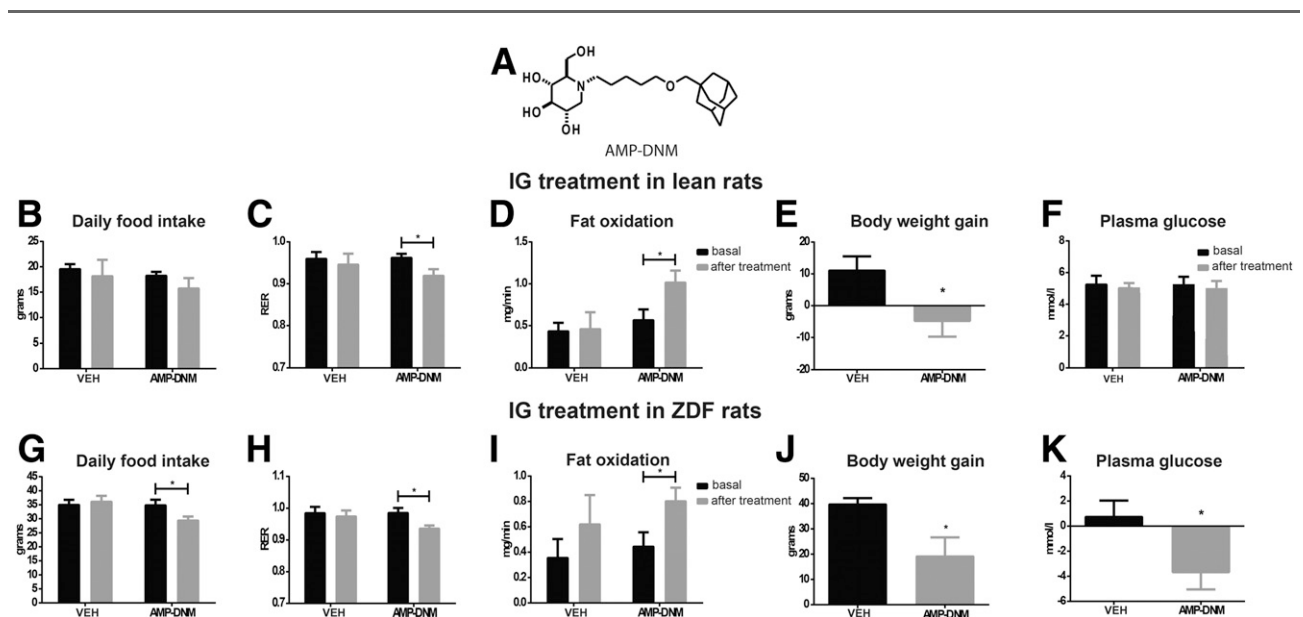 A
OH
HO
N
O
HO
HO
OH
AMP-DNM
IG treatment in lean rats
B
Daily food intake
grams
25
20
15
10
5
0
VEH
AMP-DNM
C
RER
1.0
0.9
0.8
0.7
*
VEH
AMP-DNM
D
Fat oxidation
mg/min
1.5
1.0
0.5
0.0
*
basal
after treatment
VEH
AMP-DNM
E
Body weight gain
grams
20
10
0
-10
-20
*
VEH
AMP-DNM
F
Plasma glucose
mmol/l
6
4
2
0
basal
after treatment
VEH
AMP-DNM
IG treatment in ZDF rats
G
Daily food intake
grams
45
40
35
30
25
20
15
10
5
0
*
VEH
AMP-DNM
H
RER
1.1
1.0
0.9
0.8
0.7
*
VEH
AMP-DNM
I
Fat oxidation
mg/min
1.0
0.8
0.6
0.4
0.2
0.0
*
basal
after treatment
VEH
AMP-DNM
J
Body weight gain
grams
50
40
30
20
10
0
*
VEH
AMP-DNM
K
Plasma glucose
mmol/l
4
2
0
-2
-4
-6
*
VEH
AMP-DNM